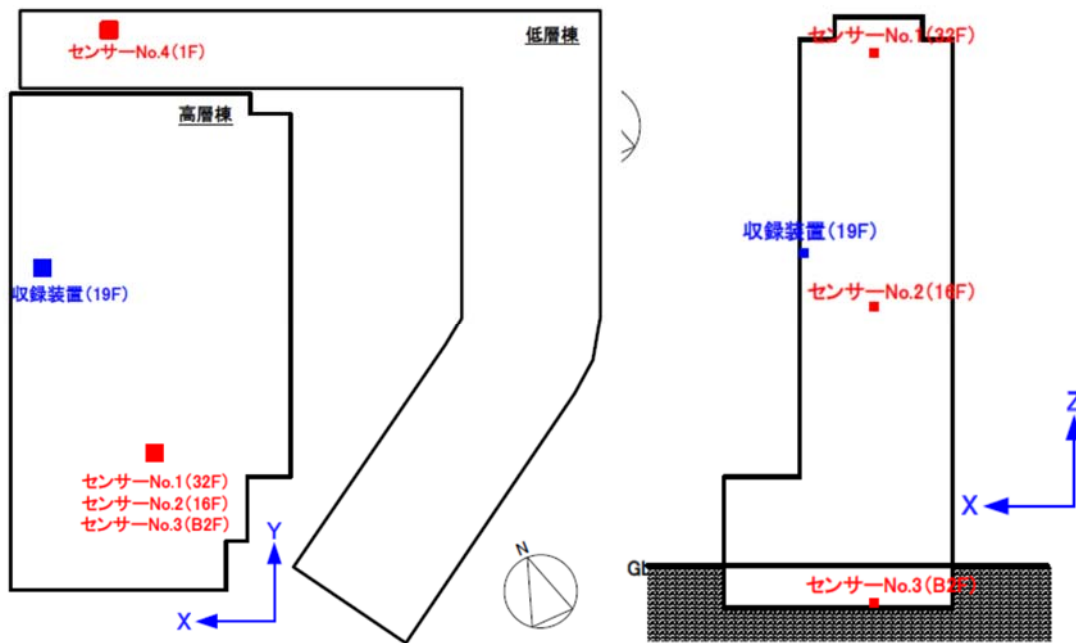 センサーNo.4(1F)
低層棟
高層棟
収録装置(19F)
センサーNo.1(32F)
センサーNo.2(16F)
センサーNo.3(B2F)
Y
X
N
センサーNo.1(32F)
収録装置(19F)
センサーNo.2(16F)
Z
X
GL
センサーNo.3(B2F)